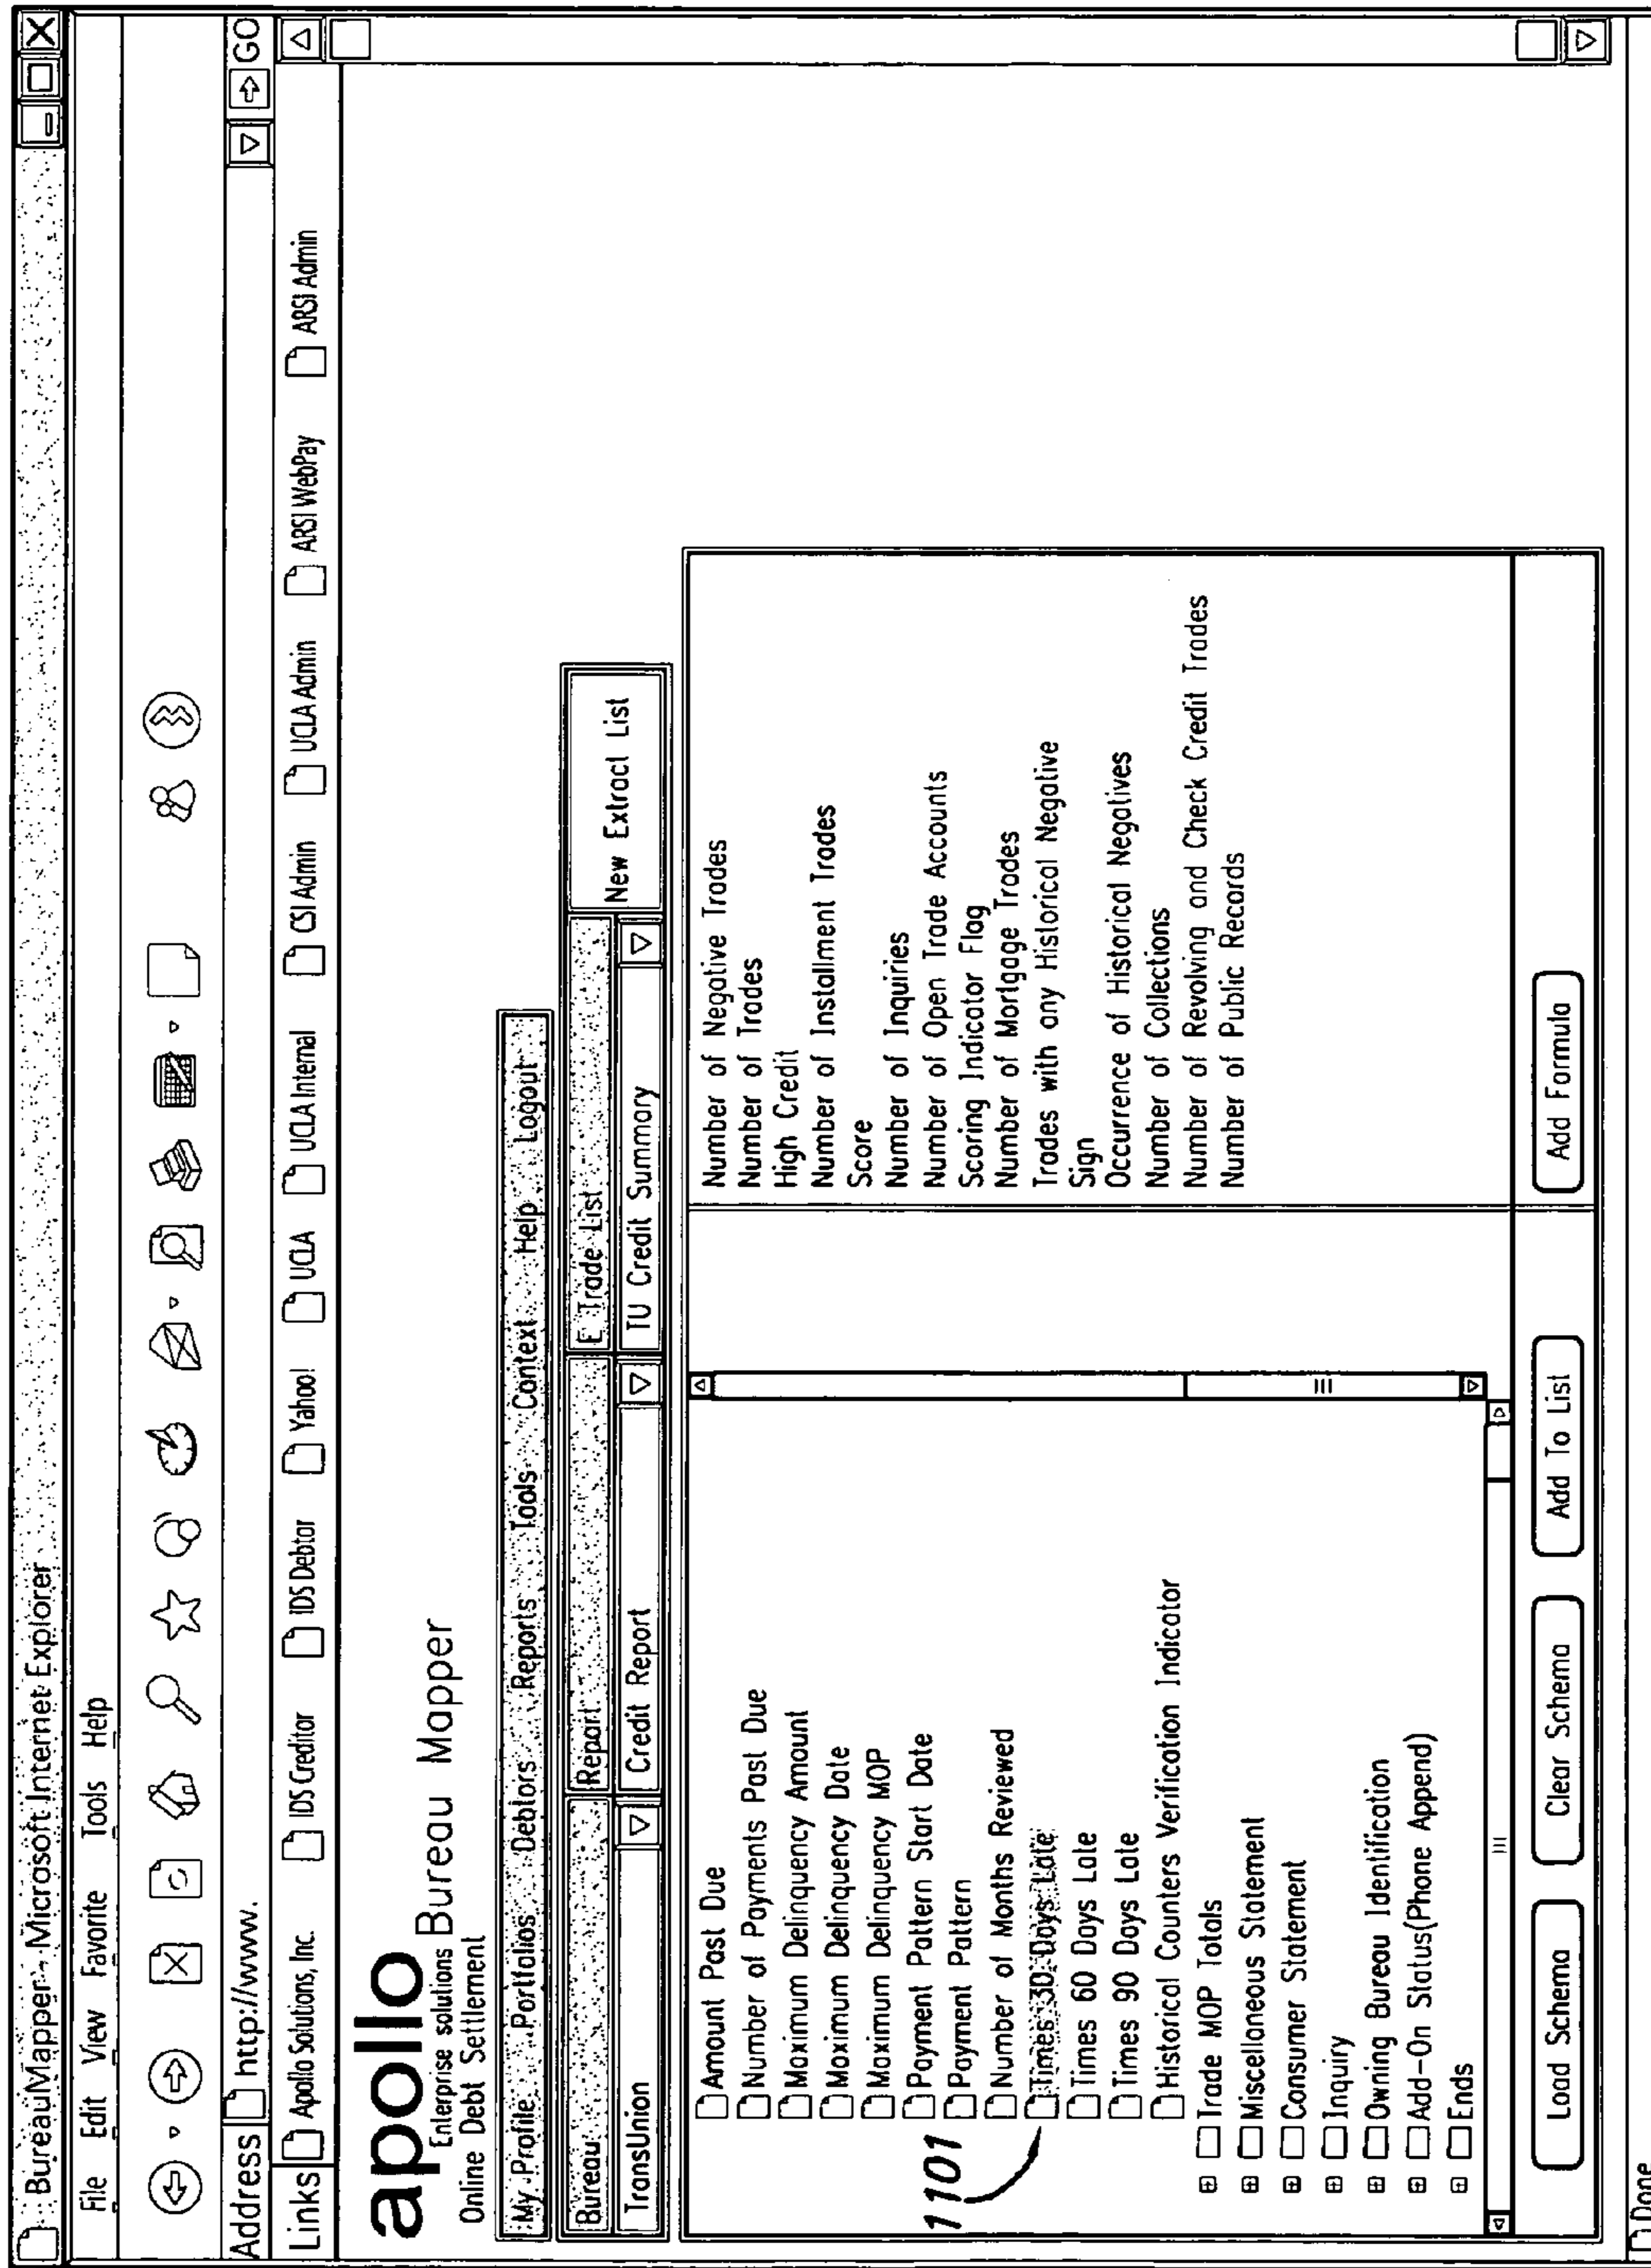 BureauMapper - Microsoft Internet Explorer
File Edit View Favorite Tools Help
Address http://www. GO
Links Apollo Solutions, Inc. IDS Creditor IDS Debtor Yahoo! UCLA UCLA Internal CSI Admin UCLA Admin ARSI WebPay ARSI Admin
apollo Bureau Mapper
Enterprise solutions
Online Debt Settlement
My Profile Portfolios Debtors Reports Tools Context Help Logout
Bureau Report E Trade List New Extract List
TransUnion Credit Report TU Credit Summary
Amount Past Due
Number of Payments Past Due
Maximum Delinquency Amount
Maximum Delinquency Date
Maximum Delinquency MOP
Payment Pattern Start Date
Payment Pattern
Number of Months Reviewed
1101
Times 30 Days Late
Times 60 Days Late
Times 90 Days Late
Historical Counters Verification Indicator
Trade MOP Totals
Miscellaneous Statement
Consumer Statement
Inquiry
Owning Bureau Identification
Add-On Status(Phone Append)
Ends
Number of Negative Trades
Number of Trades
High Credit
Number of Installment Trades
Score
Number of Inquiries
Number of Open Trade Accounts
Scoring Indicator Flag
Number of Mortgage Trades
Trades with any Historical Negative
Sign
Occurrence of Historical Negatives
Number of Collections
Number of Revolving and Check Credit Trades
Number of Public Records
Load Schema Clear Schema Add To List Add Formula
Done